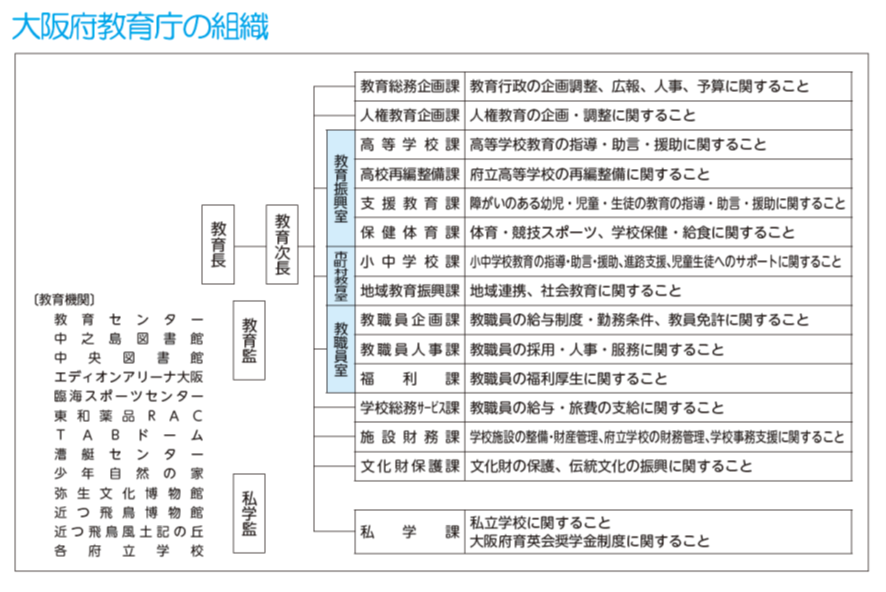 大阪府教育庁の組織
教育長
教育次長
教育監
私学監
教育総務企画課 教育行政の企画調整、広報、人事、予算に関すること
人権教育企画課 人権教育の企画・調整に関すること
教育振興室
高等学校課 高等学校教育の指導・助言・援助に関すること
高校再編整備課 府立高等学校の再編整備に関すること
支援教育課 障がいのある幼児・児童・生徒の教育の指導・助言・援助に関すること
保健体育課 体育・競技スポーツ、学校保健・給食に関すること
市町村教育室
小中学校課 小中学校教育の指導・助言・援助、進路支援、児童生徒へのサポートに関すること
地域教育振興課 地域連携、社会教育に関すること
教職員室
教職員企画課 教職員の給与制度・勤務条件、教員免許に関すること
教職員人事課 教職員の採用・人事・服務に関すること
福利課 教職員の福利厚生に関すること
学校総務サービス課 教職員の給与・旅費の支給に関すること
施設財務課 学校施設の整備・財産管理、府立学校の財務管理、学校事務支援に関すること
文化財保護課 文化財の保護、伝統文化の振興に関すること
私学課 私立学校に関すること
大阪府育英会奨学金制度に関すること
〔教育機関〕
教育センター
中之島図書館
中央図書館
エディオンアリーナ大阪
臨海スポーツセンター
東和薬品RAC
TABドーム
漕艇センター
少年自然の家
弥生文化博物館
近つ飛鳥博物館
近つ飛鳥風土記の丘
各府立学校